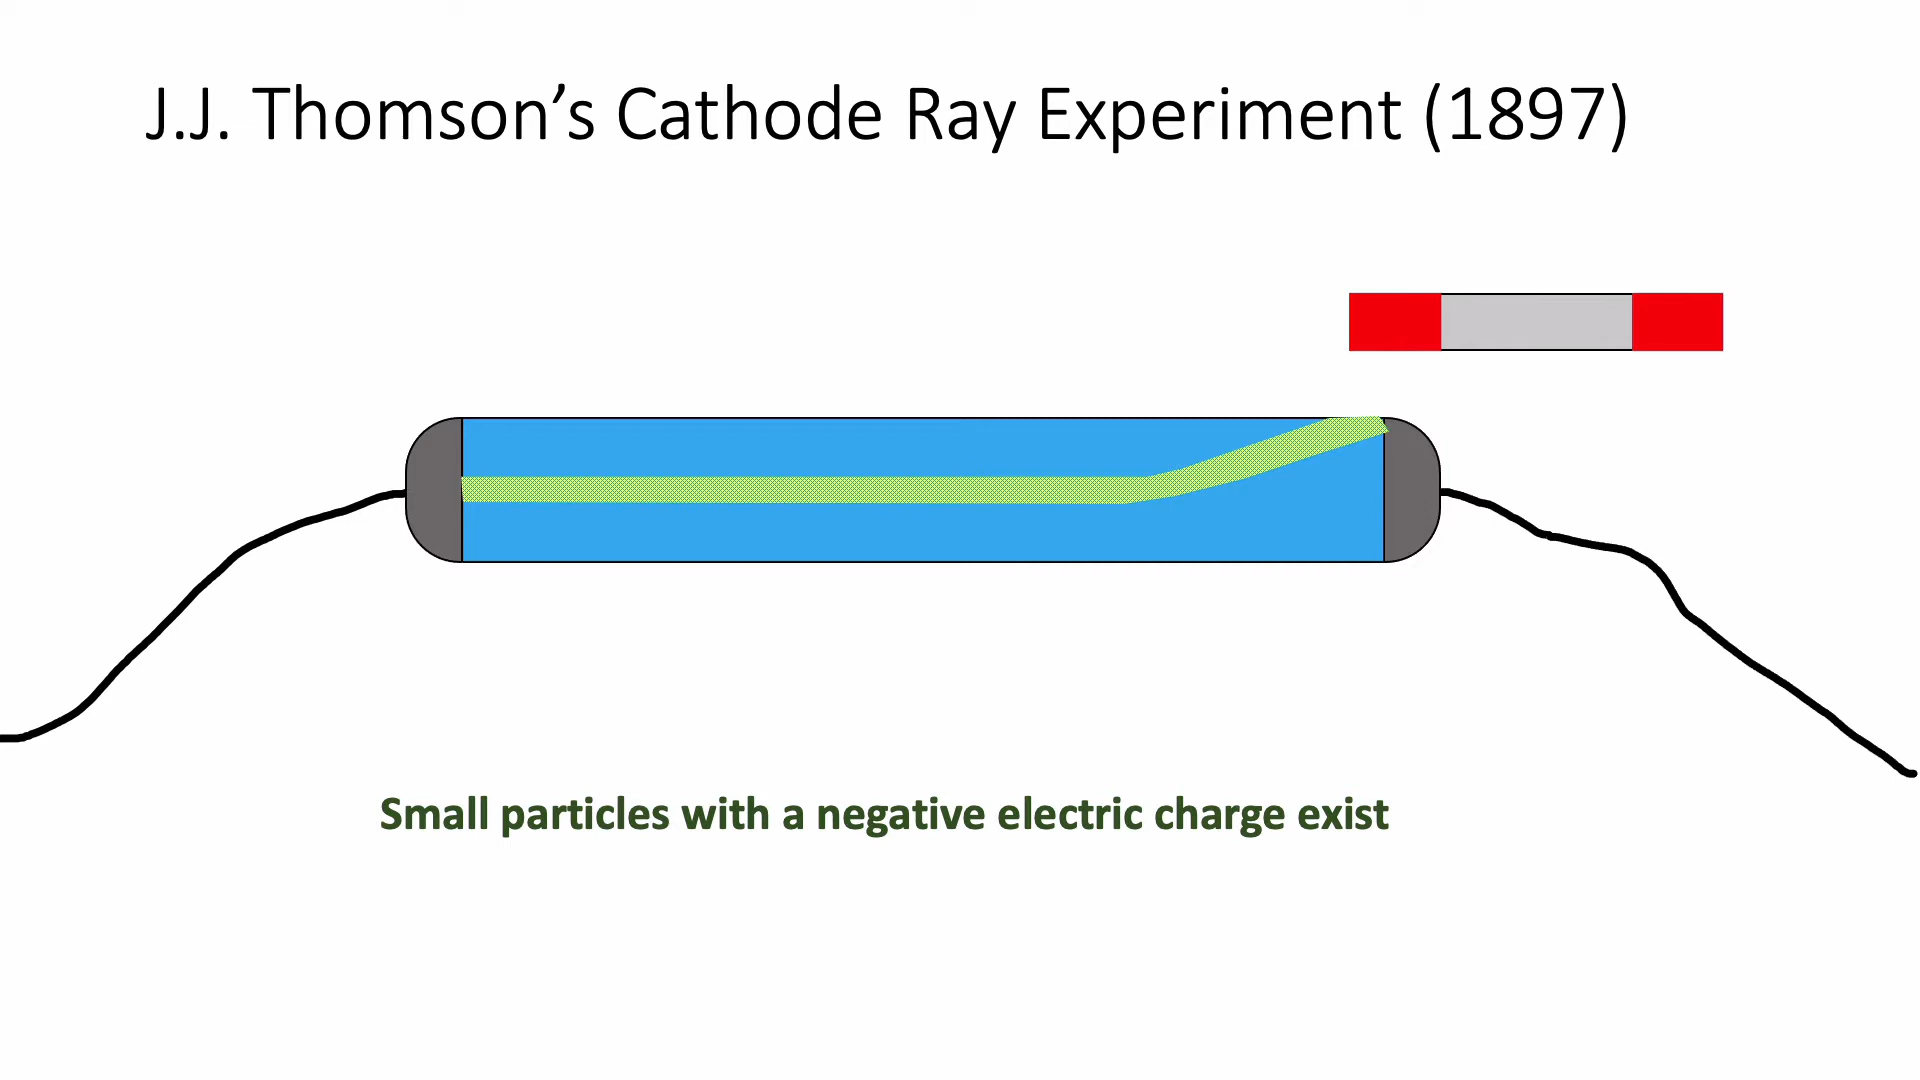 J.J. Thomson’s Cathode Ray Experiment (1897)
Small particles with a negative electric charge exist